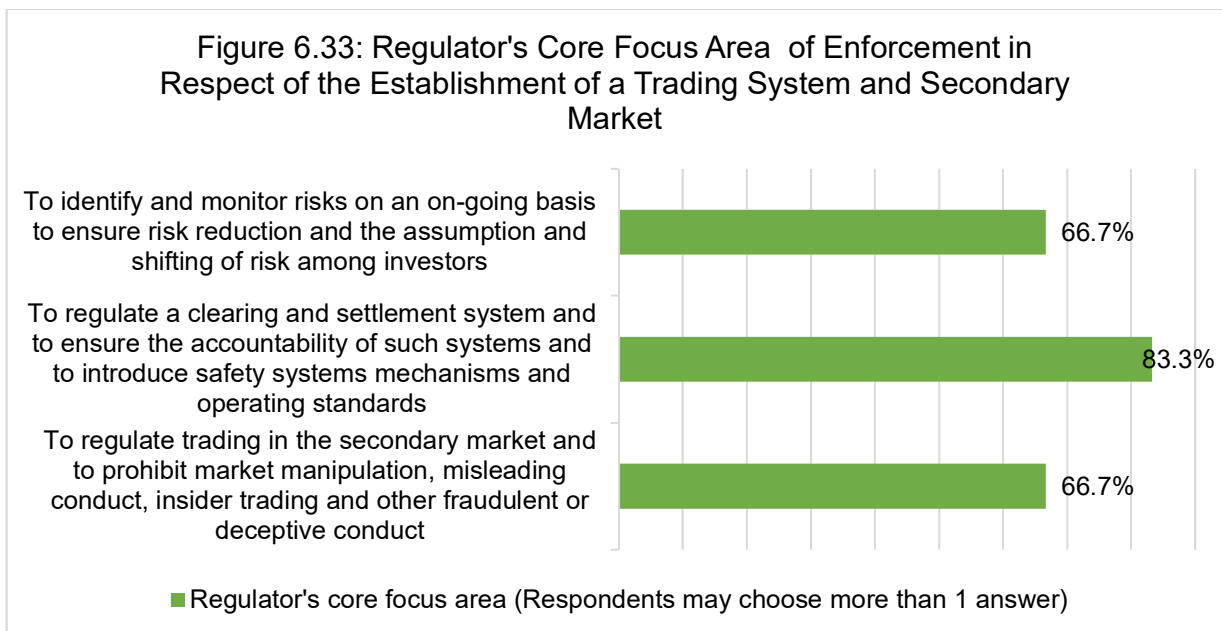 Figure 6.33: Regulator's Core Focus Area of Enforcement in
Respect of the Establishment of a Trading System and Secondary
Market
To identify and monitor risks on an on-going basis
to ensure risk reduction and the assumption and
shifting of risk among investors
66.7%
To regulate a clearing and settlement system and
to ensure the accountability of such systems and
to introduce safety systems mechanisms and
operating standards
83.3%
To regulate trading in the secondary market and
to prohibit market manipulation, misleading
conduct, insider trading and other fraudulent or
deceptive conduct
66.7%
Regulator's core focus area (Respondents may choose more than 1 answer)